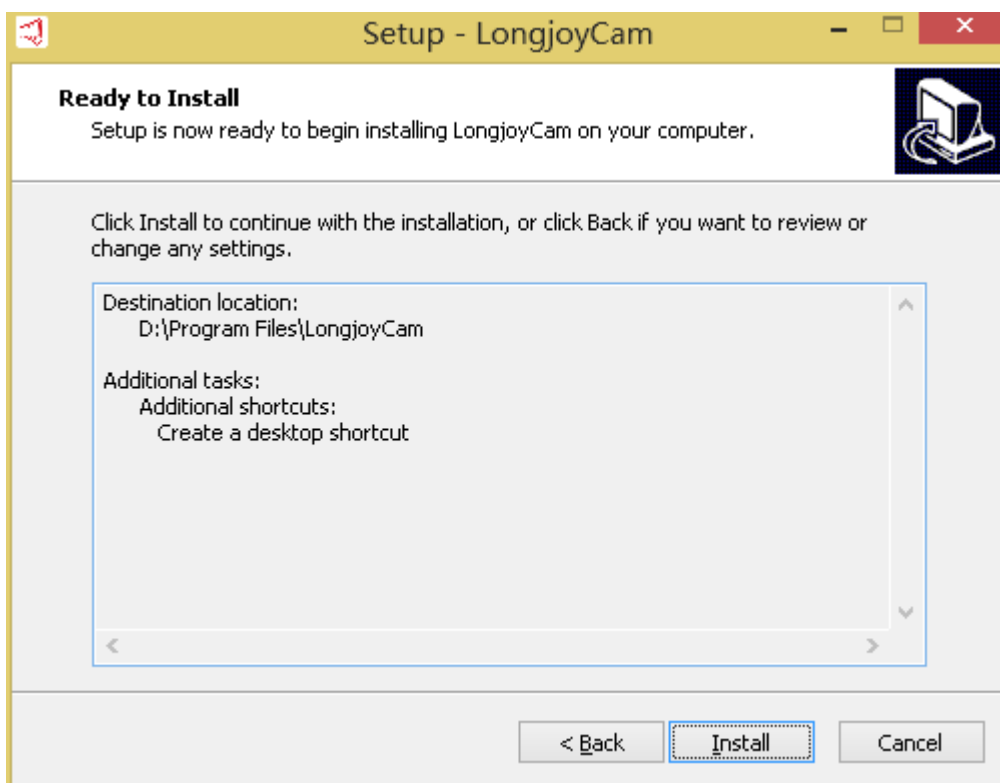 Setup - LongjoyCam
Ready to Install
Setup is now ready to begin installing LongjoyCam on your computer.
Click Install to continue with the installation, or click Back if you want to review or
change any settings.
Destination location:
D:\Program Files\LongjoyCam
Additional tasks:
Additional shortcuts:
Create a desktop shortcut
< Back
Install
Cancel